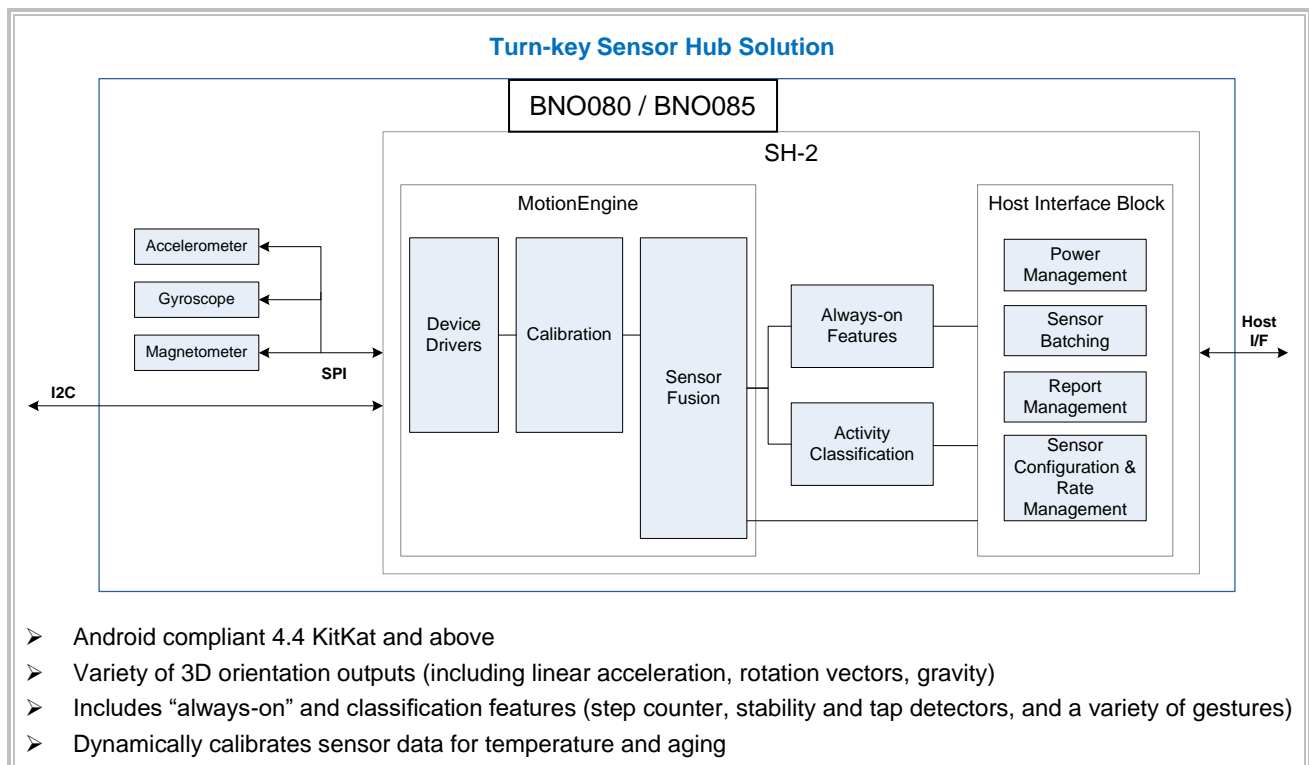 Turn-key Sensor Hub Solution
BNO080 / BNO085
SH-2
MotionEngine
Host Interface Block
Accelerometer
Gyroscope
Magnetometer
SPI
I2C
Device
Drivers
Calibration
Sensor
Fusion
Always-on
Features
Activity
Classification
Power
Management
Sensor
Batching
Report
Management
Sensor
Configuration &
Rate
Management
Host
I/F
➢ Android compliant 4.4 KitKat and above
➢ Variety of 3D orientation outputs (including linear acceleration, rotation vectors, gravity)
➢ Includes “always-on” and classification features (step counter, stability and tap detectors, and a variety of gestures)
➢ Dynamically calibrates sensor data for temperature and aging